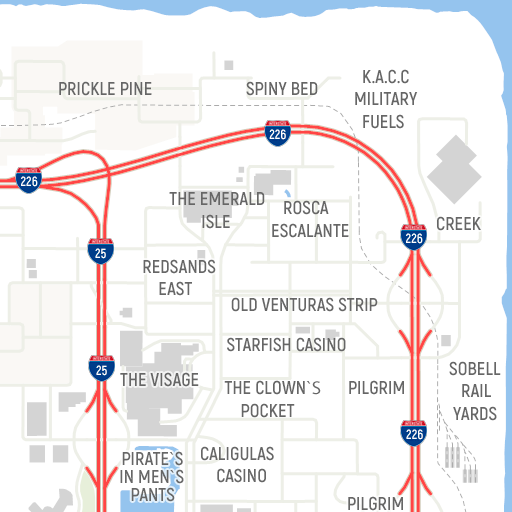 PRICKLE PINE
SPINY BED
K.A.C.C
MILITARY
FUELS
226
226
THE EMERALD
ISLE
ROSCA
ESCALANTE
CREEK
226
25
REDSANDS
EAST
OLD VENTURAS STRIP
STARFISH CASINO
25
THE VISAGE
THE CLOWN`S
POCKET
PILGRIM
SOBELL
RAIL
YARDS
226
PIRATE`S
IN MEN`S
PANTS
CALIGULAS
CASINO
PILGRIM